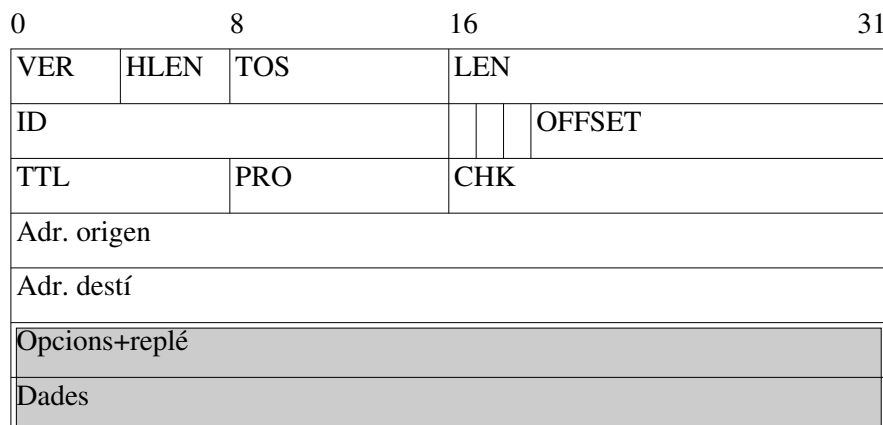 0 8 16 31
VER HLEN TOS LEN
ID OFFSET
TTL PRO CHK
Adr. origen
Adr. destí
Opcions+replé
Dades